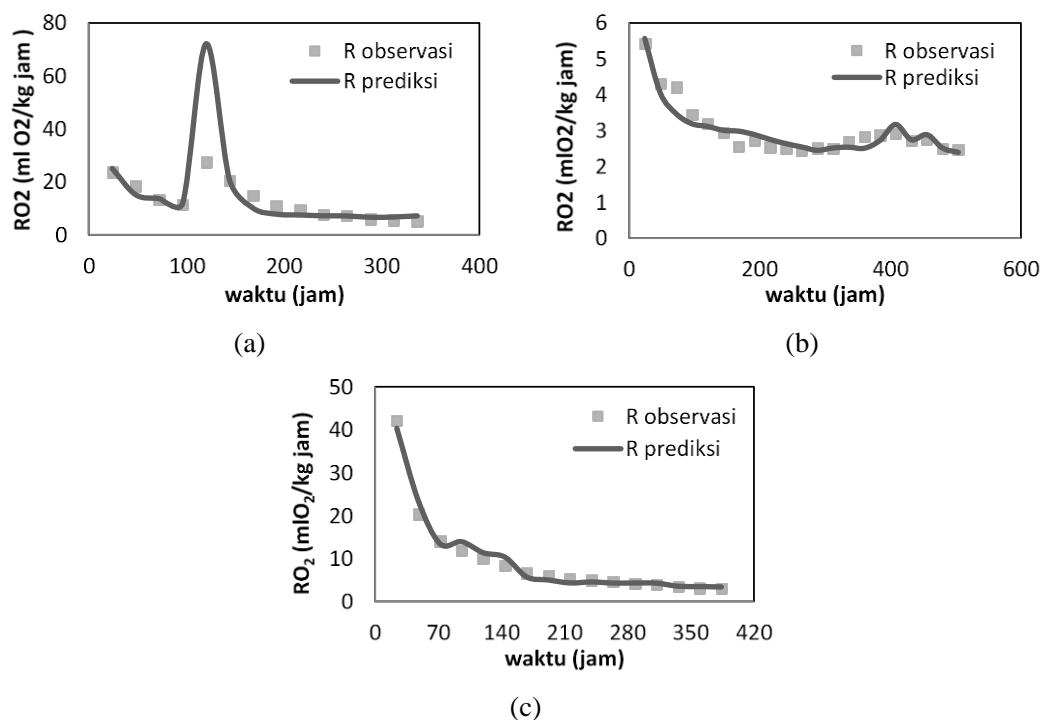 RO2 (ml O2/kg jam )
80
60
40
20
0
R observasi
R prediksi
0 100 200 300 400
waktu (jam)
(a)
RO2 (mlO2/kg jam)
6
5
4
3
2
1
0
R observasi
R prediksi
0 200 400 600
waktu (jam)
(b)
RO₂ (mlO₂/kg jam )
50
40
30
20
10
0
R observasi
R prediksi
0 70 140 210 280 350 420
waktu (jam)
(c)